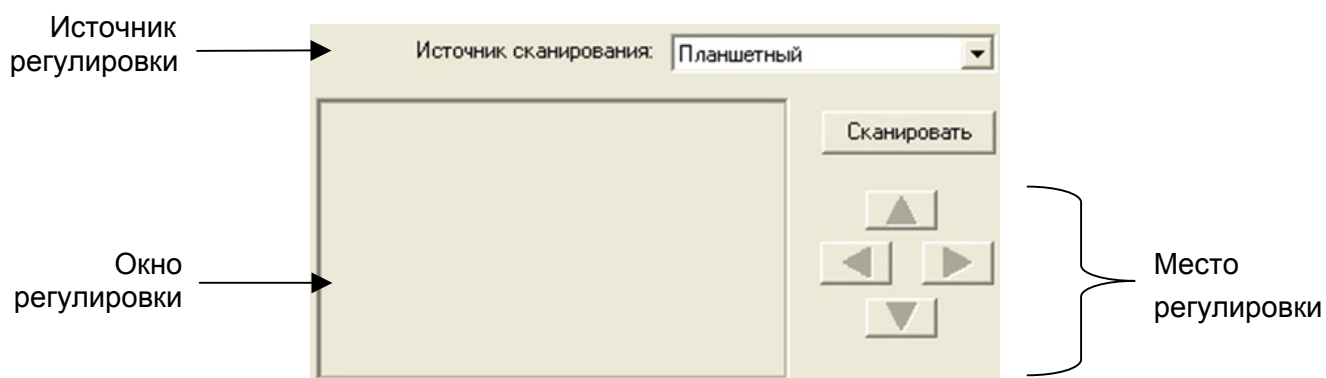 Источник
регулировки
Источник сканирования: Планшетный
Сканировать
Окно
регулировки
Место
регулировки